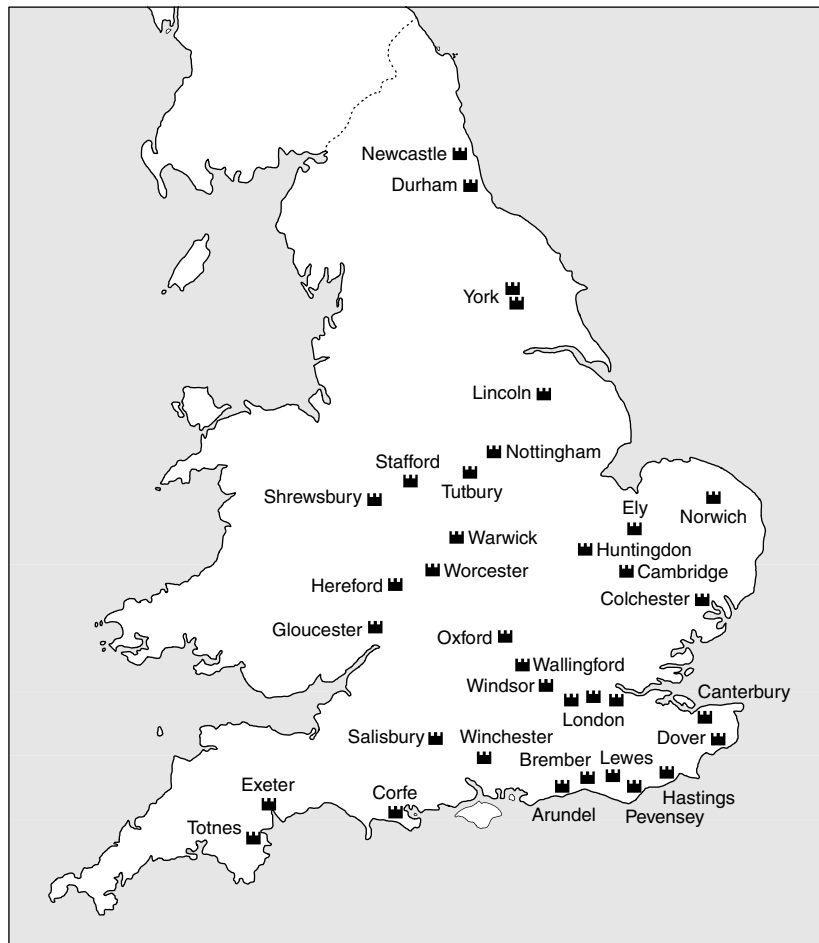 Newcastle
Durham
York
Lincoln
Nottingham
Stafford
Tutbury
Shrewsbury
Ely
Norwich
Warwick
Huntingdon
Worcester
Cambridge
Hereford
Colchester
Gloucester
Oxford
Wallingford
Windsor
Canterbury
London
Salisbury
Winchester
Dover
Brember
Lewes
Exeter
Corfe
Hastings
Arundel
Pevensey
Totnes